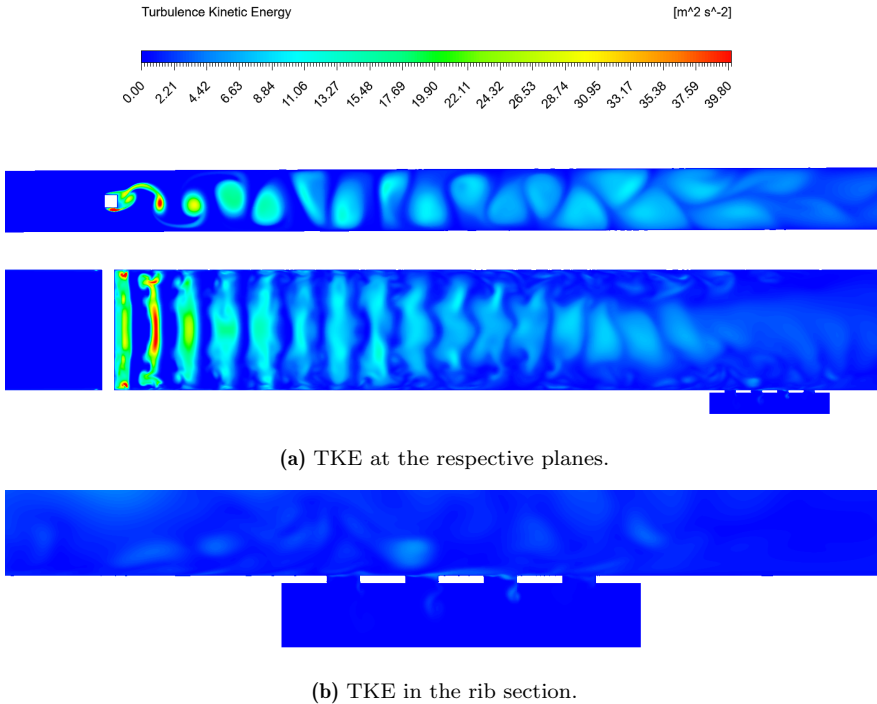 Turbulence Kinetic Energy [m^2 s^-2]
0.00 2.21 4.42 6.63 8.84 11.06 13.27 15.48 17.69 19.90 22.11 24.32 26.53 28.74 30.95 33.17 35.38 37.59 39.80
(a) TKE at the respective planes.
(b) TKE in the rib section.